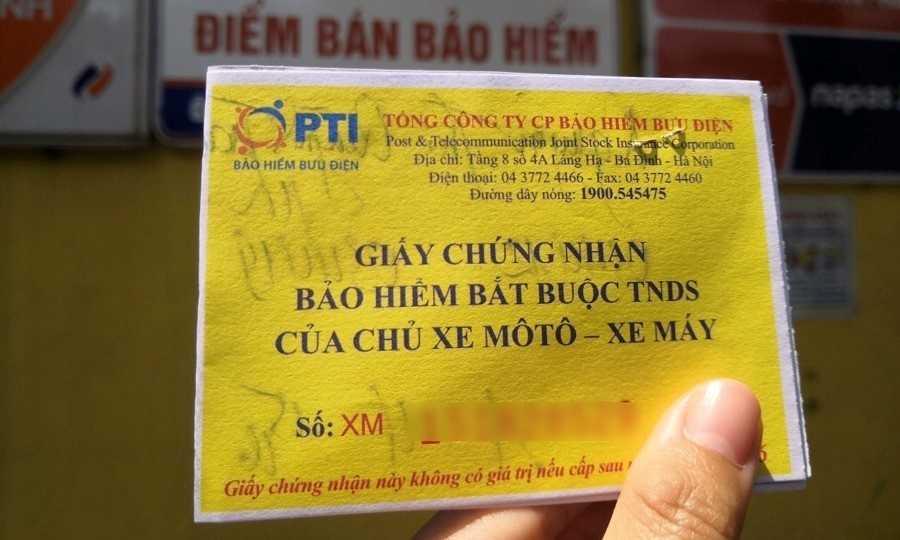 ĐIỂM BÁN BẢO HIỂM
napas
PTI
BẢO HIỂM BƯU ĐIỆN
TỔNG CÔNG TY CP BẢO HIỂM BƯU ĐIỆN
Post & Telecommunication Joint Stock Insurance Corporation
Địa chỉ: Tầng 8 số 4A Láng Hạ - Ba Đình - Hà Nội
Điện thoại: 04 3772 4466 - Fax: 04 3772 4460
Đường dây nóng: 1900.545475
GIẤY CHỨNG NHẬN
BẢO HIỂM BẮT BUỘC TNDS
CỦA CHỦ XE MÔTÔ – XE MÁY
Số: XM
Giấy chứng nhận này không có giá trị nếu cấp sau